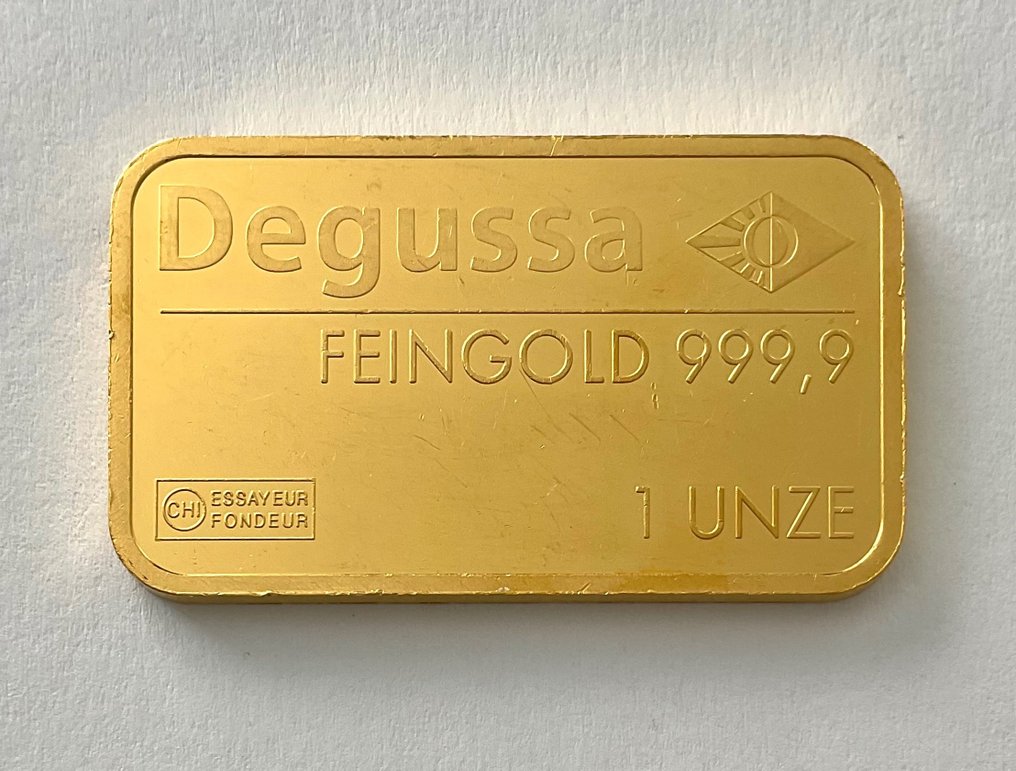 Degussa
FEINGOLD 999,9
CHI ESSAYEUR
FONDEUR
1 UNZE